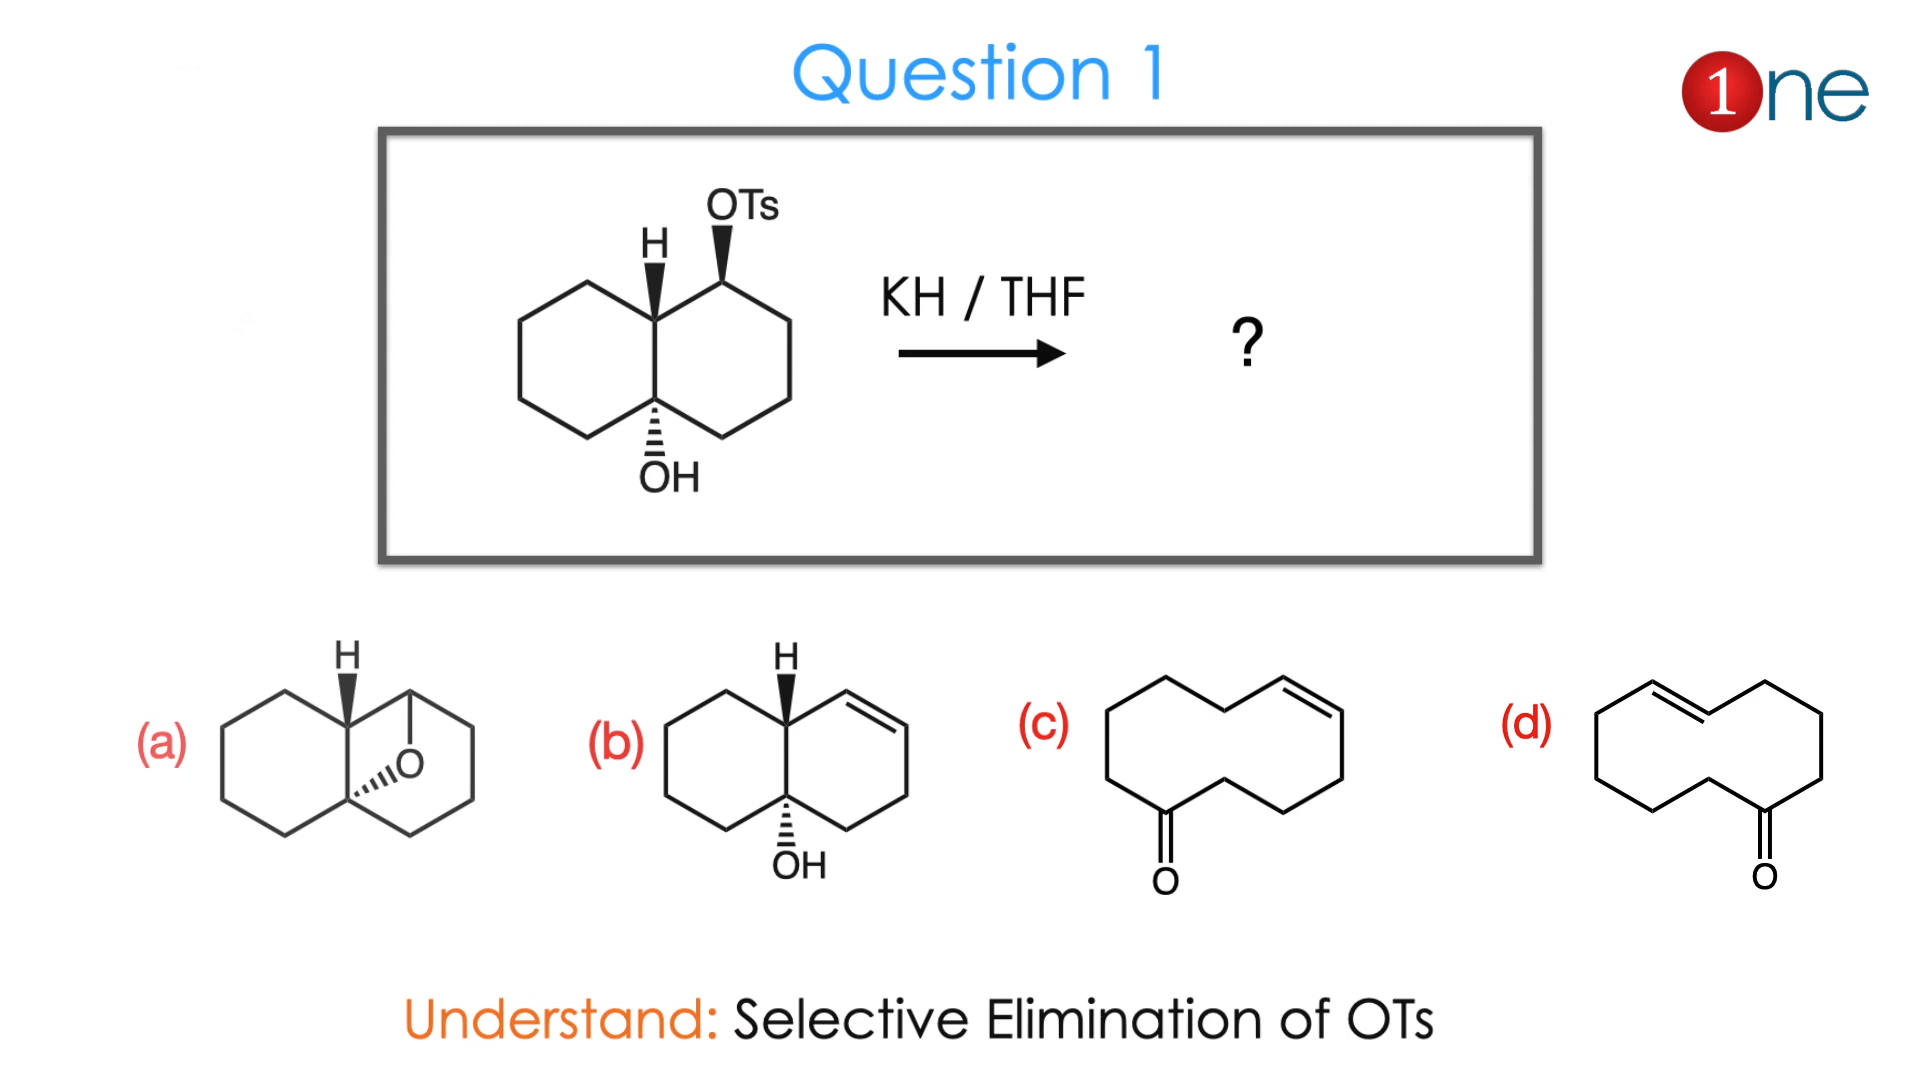 Question 1
1ne
OTs
H
KH / THF
?
OH
H
(a)
O
H
(b)
OH
(c)
O
(d)
O
Understand: Selective Elimination of OTs